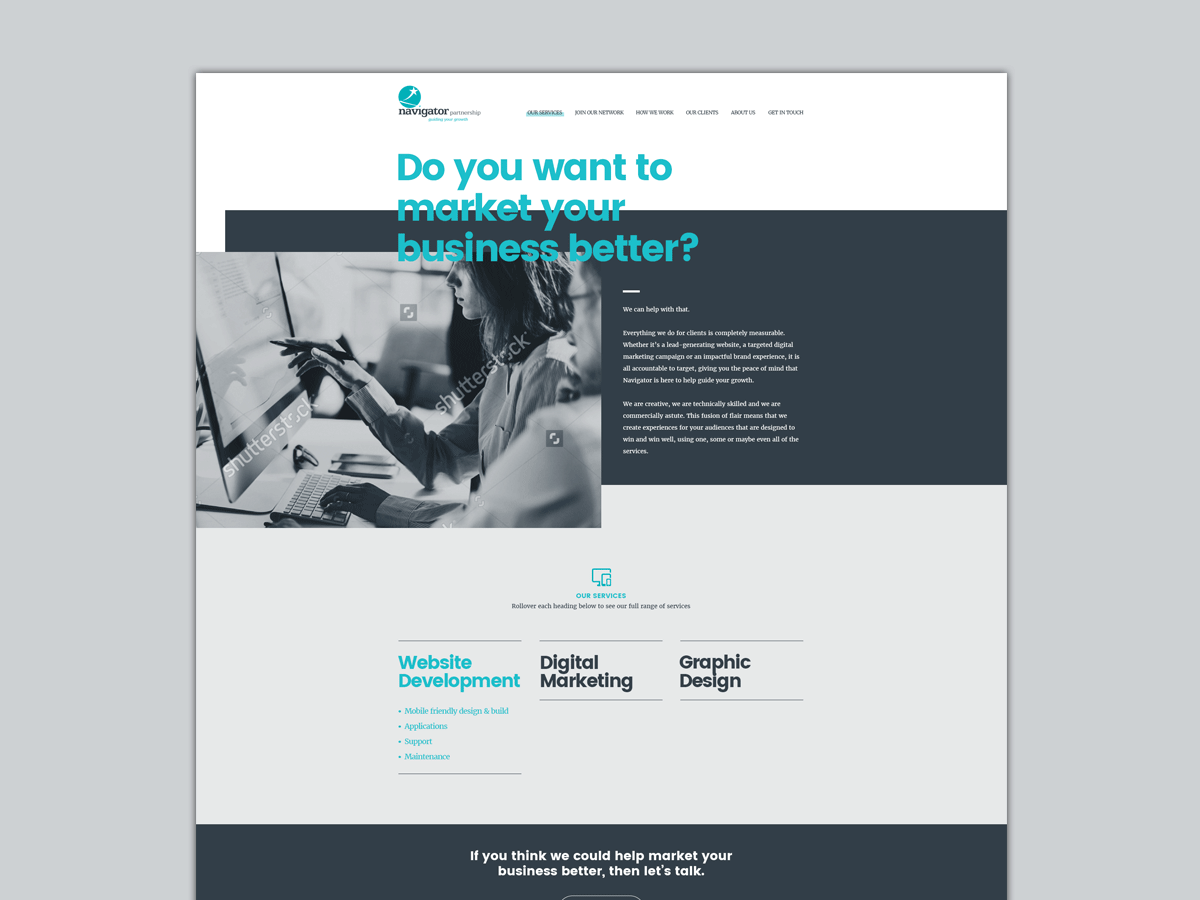 navigator partnership
guiding your growth
OUR SERVICES
JOIN OUR NETWORK
HOW WE WORK
OUR CLIENTS
ABOUT US
GET IN TOUCH
Do you want to
market your
business better?
shutterstock
shutterstock
We can help with that.
Everything we do for clients is completely measurable.
Whether it's a lead-generating website, a targeted digital
marketing campaign or an impactful brand experience, it is
all accountable to target, giving you the peace of mind that
Navigator is here to help guide your growth.
We are creative, we are technically skilled and we are
commercially astute. This fusion of flair means that we
create experiences for your audiences that are designed to
win and win well, using one, some or maybe even all of the
services.
OUR SERVICES
Rollover each heading below to see our full range of services
Website
Development
• Mobile friendly design & build
• Applications
• Support
• Maintenance
Digital
Marketing
Graphic
Design
If you think we could help market your
business better, then let's talk.